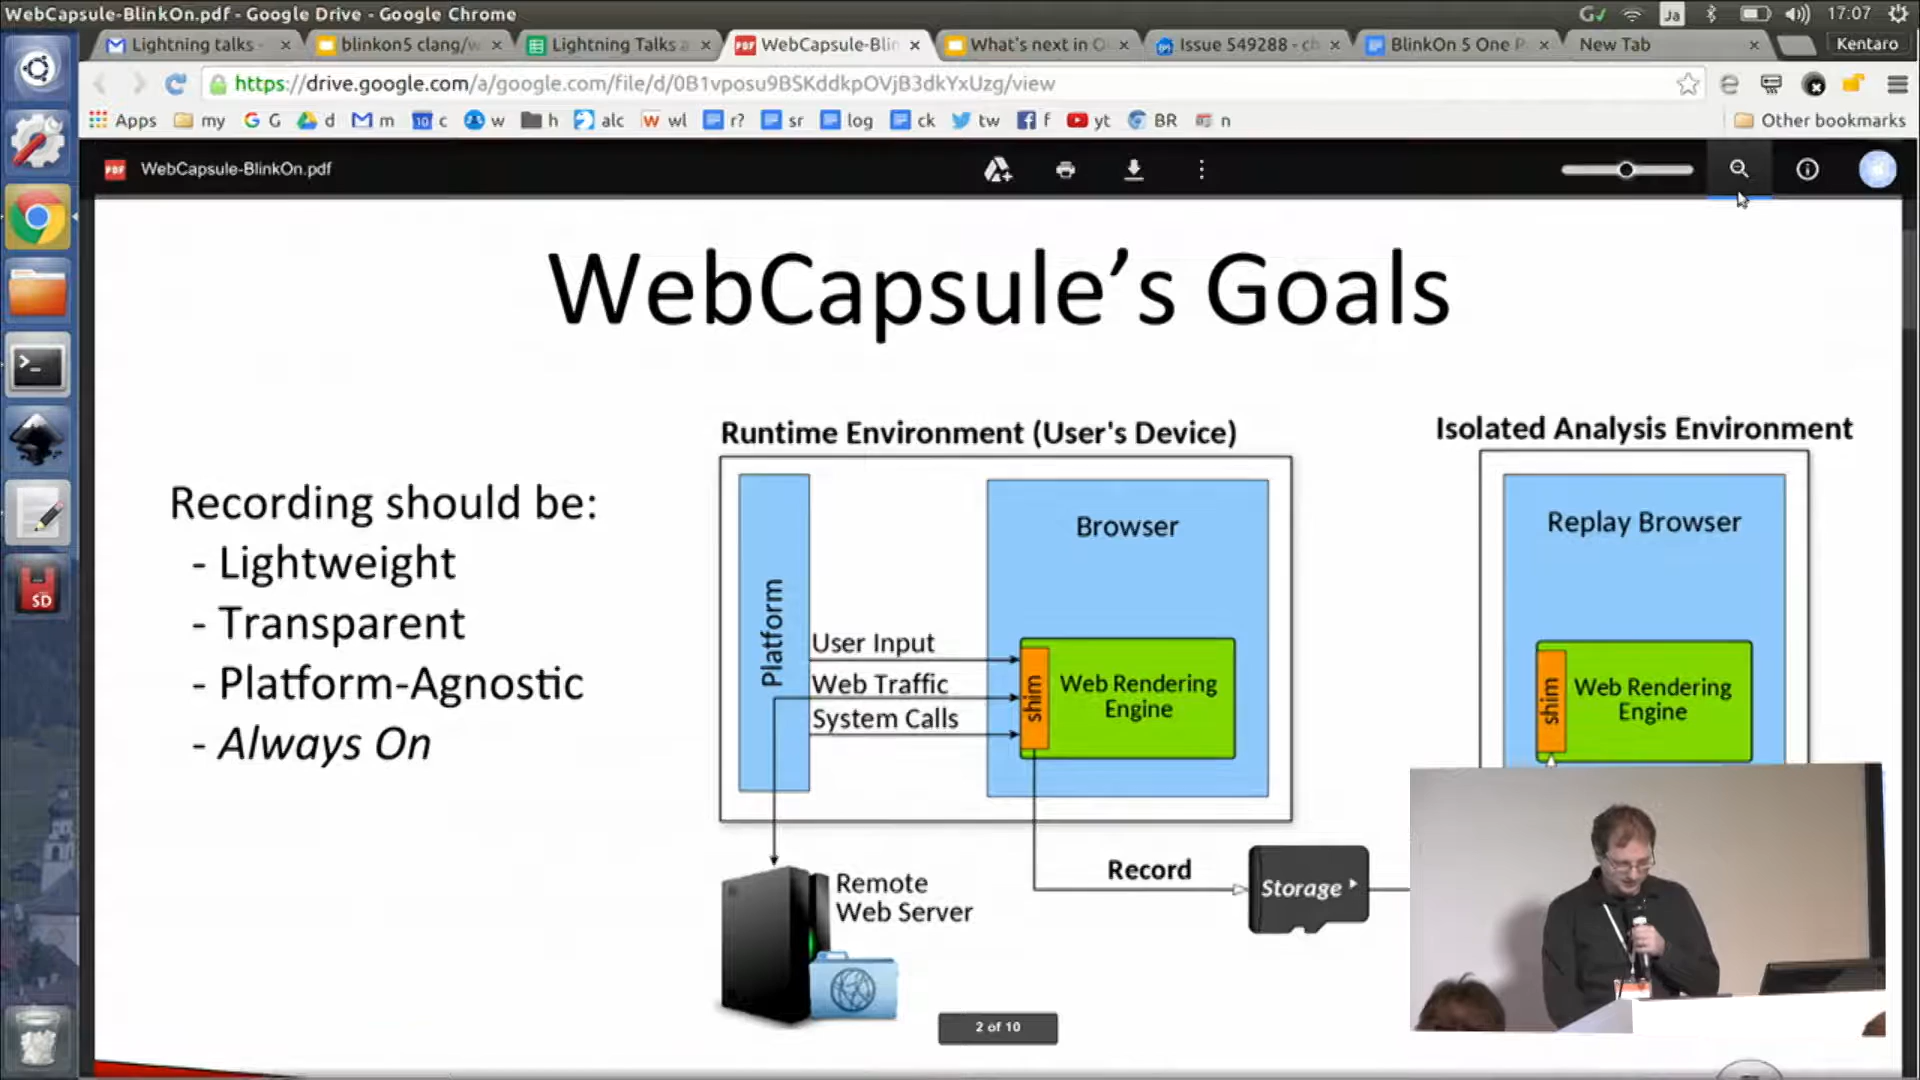 WebCapsule-BlinkOn.pdf - Google Drive - Google Chrome
Ja
17:07
Lightning talks -
blinkon5 clang/w
Lightning Talks a
WebCapsule-Blin
What's next in O
Issue 549288 - ch
BlinkOn 5 One P
New Tab
Kentaro
https://drive.google.com/a/google.com/file/d/0B1vposu9BSKddkpOVjB3dkYxUzg/view
Apps
my
G
d
m
c
w
h
alc
wl
r?
sr
log
ck
tw
f
yt
BR
n
Other bookmarks
PDF
WebCapsule-BlinkOn.pdf
WebCapsule's Goals
Recording should be:
- Lightweight
- Transparent
- Platform-Agnostic
- Always On
Runtime Environment (User's Device)
Platform
Browser
User Input
Web Traffic
System Calls
shim
Web Rendering
Engine
Remote
Web Server
Record
Storage
Isolated Analysis Environment
Replay Browser
shim
Web Rendering
Engine
2 of 10
SD